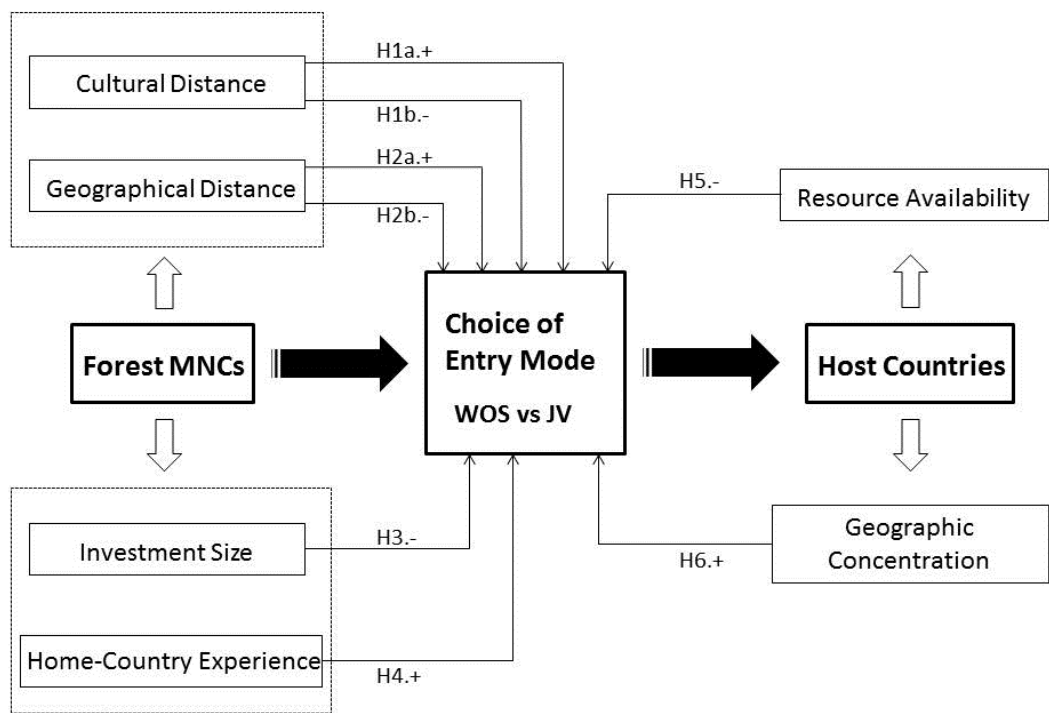 Cultural Distance
H1a.+
H1b.-
Geographical Distance
H2a.+
H2b.-
H5.-
Resource Availability
Forest MNCs
Choice of
Entry Mode
WOS vs JV
Host Countries
Investment Size
H3.-
Home-Country Experience
H4.+
H6.+
Geographic
Concentration